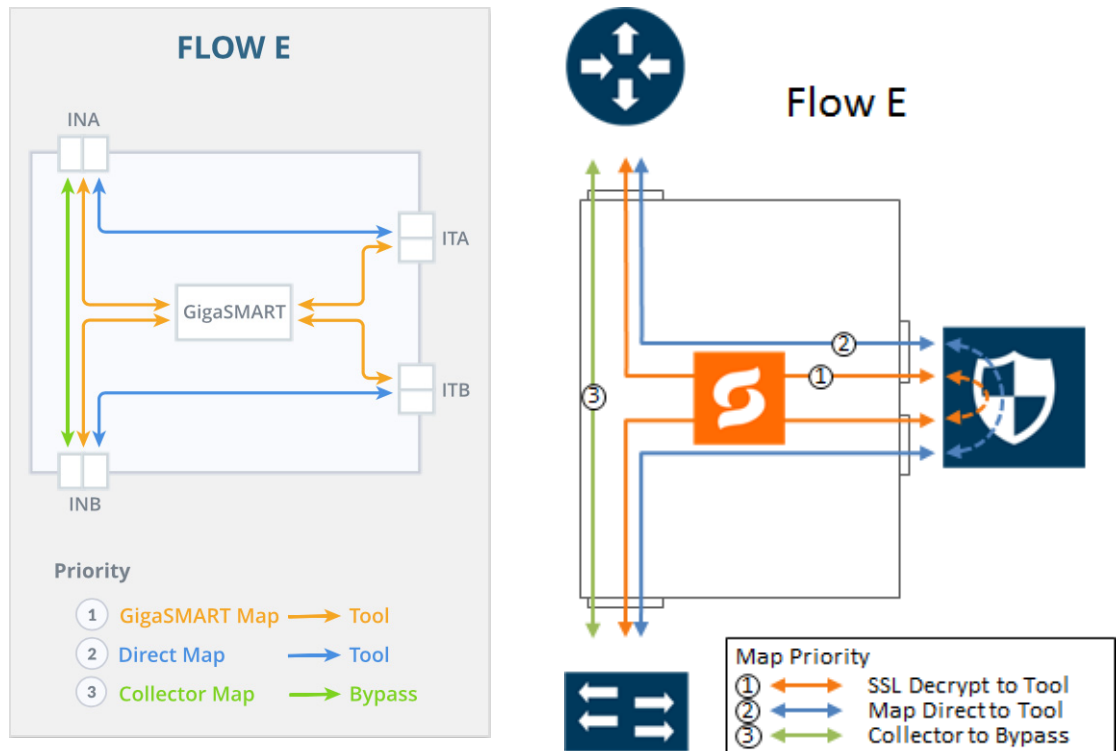 FLOW E
INA
ITA
GigaSMART
ITB
INB
Priority
1 GigaSMART Map Tool
2 Direct Map Tool
3 Collector Map Bypass
Flow E
2
1
3
Map Priority
1 SSL Decrypt to Tool
2 Map Direct to Tool
3 Collector to Bypass